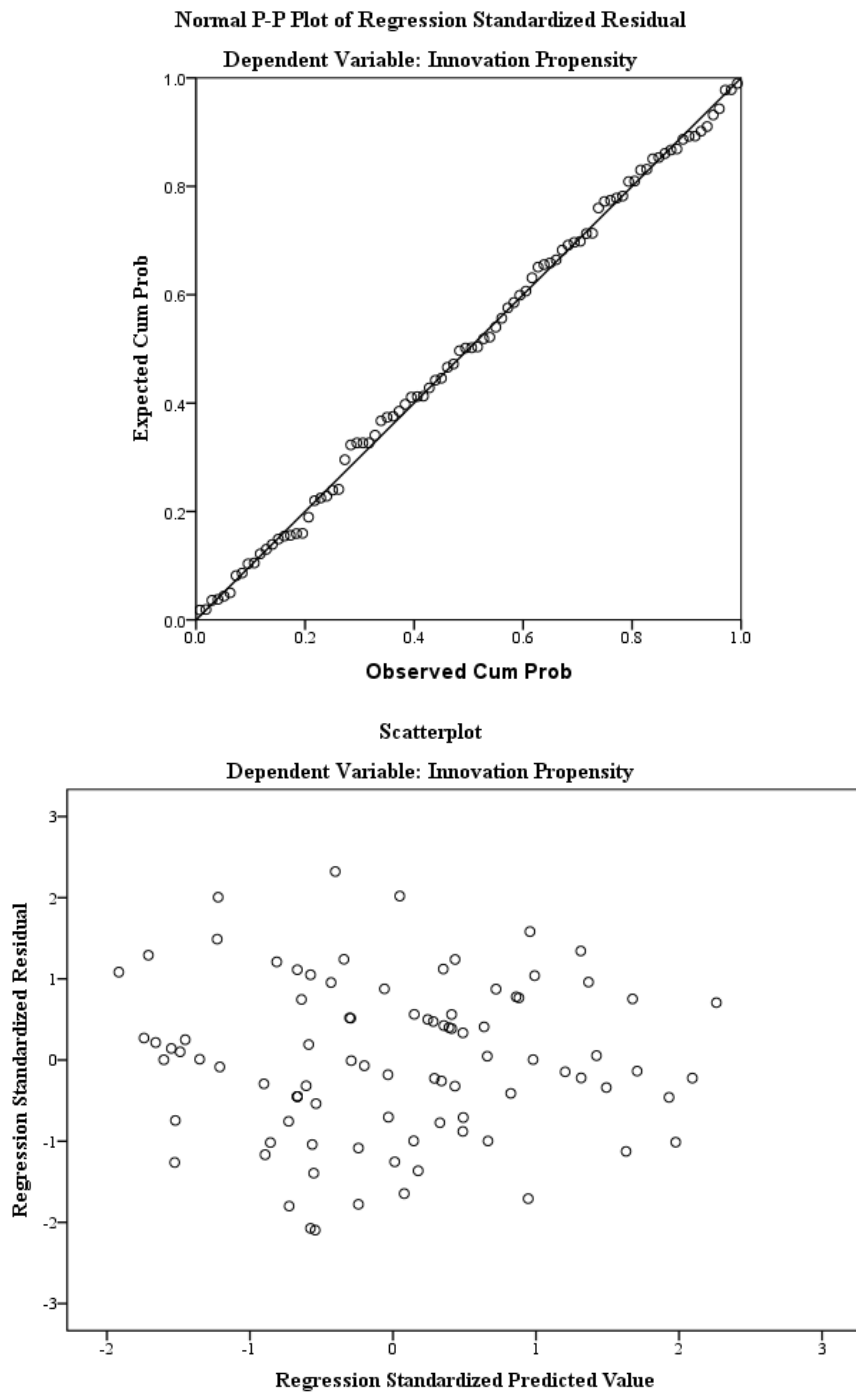 Normal P-P Plot of Regression Standardized Residual
Dependent Variable: Innovation Propensity
1.0
0.8
0.6
0.4
0.2
0.0
Expected Cum Prob
0.0 0.2 0.4 0.6 0.8 1.0
Observed Cum Prob
Scatterplot
Dependent Variable: Innovation Propensity
3
2
1
0
-1
-2
-3
Regression Standardized Residual
-2 -1 0 1 2 3
Regression Standardized Predicted Value